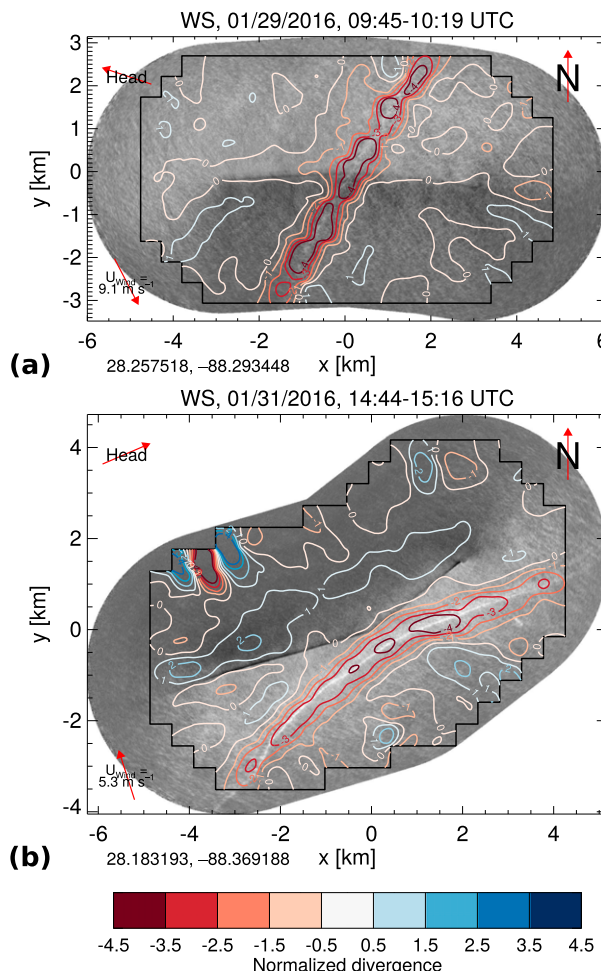 WS, 01/29/2016, 09:45-10:19 UTC
Head
N
3
2
1
0
-1
-2
-3
y [km]
U_Wind =
9.1 m s⁻¹
-6 -4 -2 0 2 4 6
(a) 28.257518, −88.293448 x [km]
WS, 01/31/2016, 14:44-15:16 UTC
Head
N
4
2
0
-2
-4
y [km]
U_Wind =
5.3 m s⁻¹
-6 -4 -2 0 2 4
(b) 28.183193, −88.369188 x [km]
-4.5 -3.5 -2.5 -1.5 -0.5 0.5 1.5 2.5 3.5 4.5
Normalized divergence